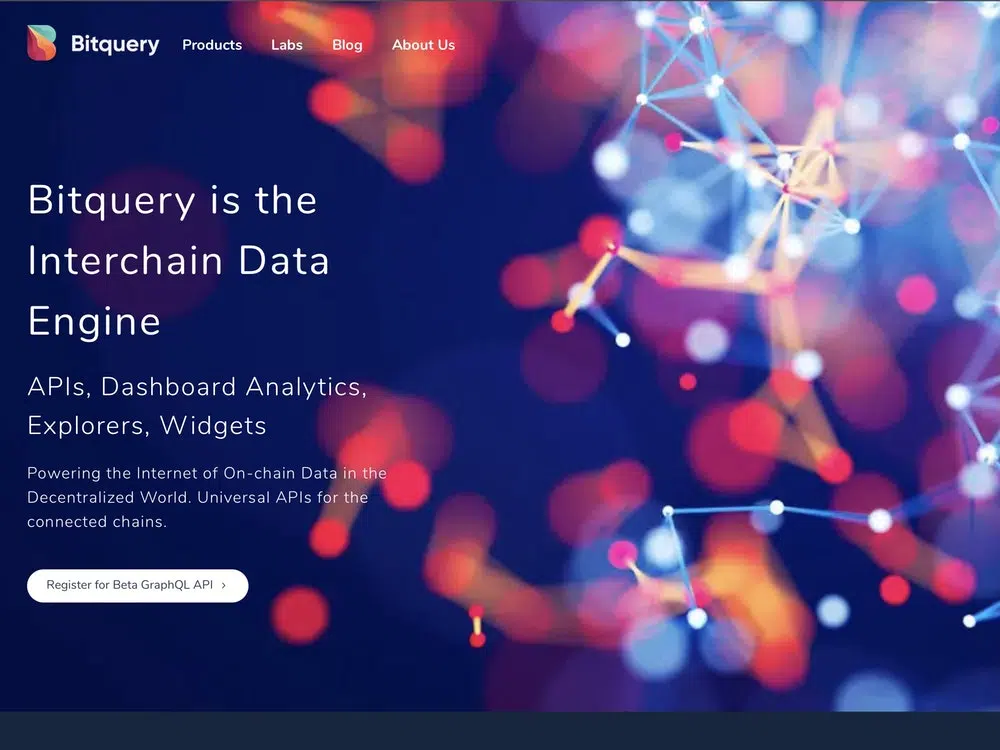 Bitquery Products Labs Blog About Us
Bitquery is the
Interchain Data
Engine
APIs, Dashboard Analytics,
Explorers, Widgets
Powering the Internet of On-chain Data in the
Decentralized World. Universal APIs for the
connected chains.
Register for Beta GraphQL API ›